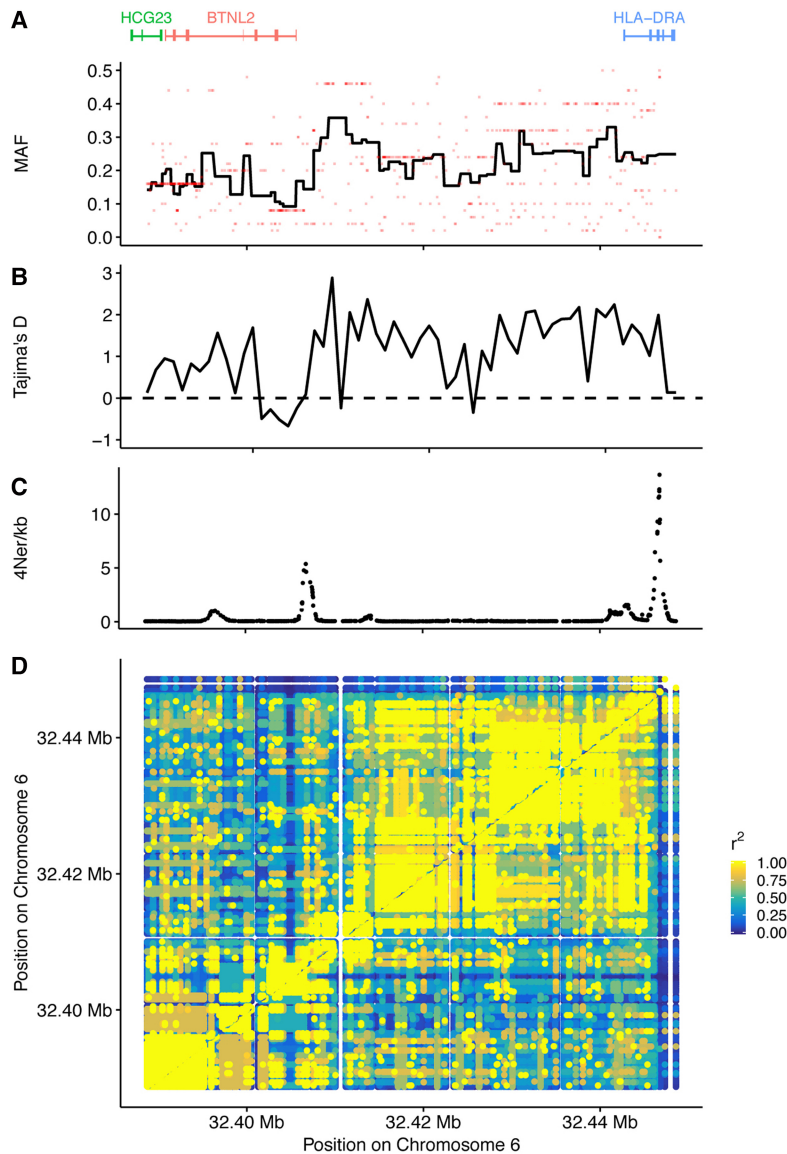 A
HCG23 BTNL2 HLA−DRA
MAF
0.5
0.4
0.3
0.2
0.1
0.0
B
Tajima's D
3
2
1
0
−1
C
4Ner/kb
10
5
0
D
Position on Chromosome 6
32.44 Mb
32.42 Mb
32.40 Mb
r2
1.00
0.75
0.50
0.25
0.00
32.40 Mb 32.42 Mb 32.44 Mb
Position on Chromosome 6